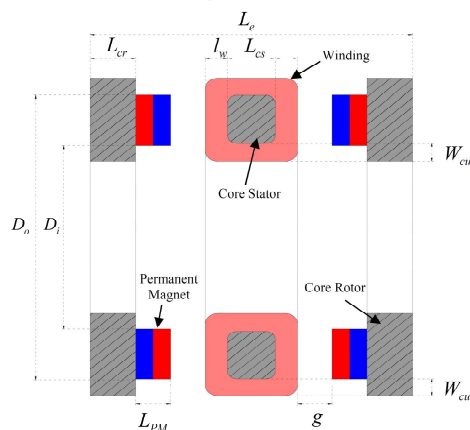 L_e
L_cr
l_w
L_cs
Winding
W_cu
Core Stator
D_o
D_i
Permanent
Magnet
Core Rotor
W_cu
L_PM
g